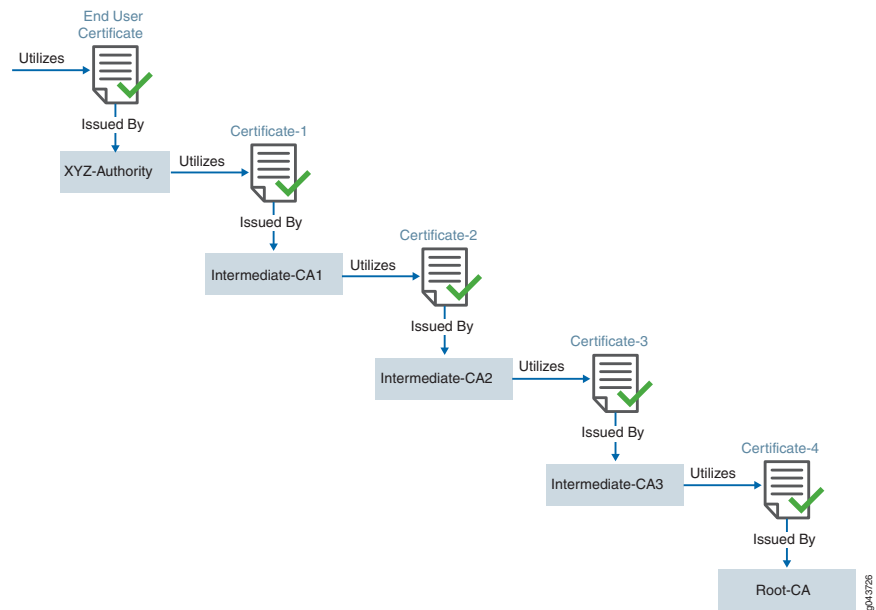 End User
Certificate
Utilizes
Issued By
Certificate-1
XYZ-Authority
Utilizes
Issued By
Certificate-2
Intermediate-CA1
Utilizes
Issued By
Certificate-3
Intermediate-CA2
Utilizes
Issued By
Certificate-4
Intermediate-CA3
Utilizes
Issued By
Root-CA
g043726